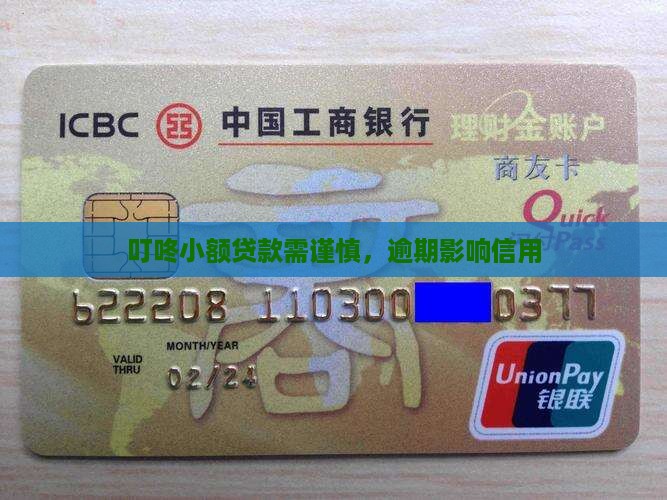 ICBC 中国工商银行 理财金账户
商友卡
Quick
Pass
叮咚小额贷款需谨慎，逾期影响信用
622208 110300 0377
MONTH/YEAR
VALID THRU
02/24
UnionPay
银联